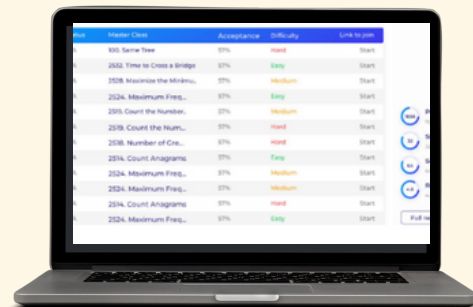 Master Class Acceptance Difficulty Link to join
100. Same Tree 57% Hard Start
2532. Time to Cross a Bridge 57% Easy Start
2528. Maximize the Minimu... 57% Medium Start
2524. Maximum Freq... 57% Easy Start
2515. Count the Number.. 57% Medium Start
2519. Count the Num... 57% Hard Start
2518. Number of Gre... 57% Hard Start
2514. Count Anagrams 57% Easy Start
2524. Maximum Freq... 57% Medium Start
2524. Maximum Freq... 57% Medium Start
2514. Count Anagrams 57% Hard Start
2524. Maximum Freq... 57% Easy Start